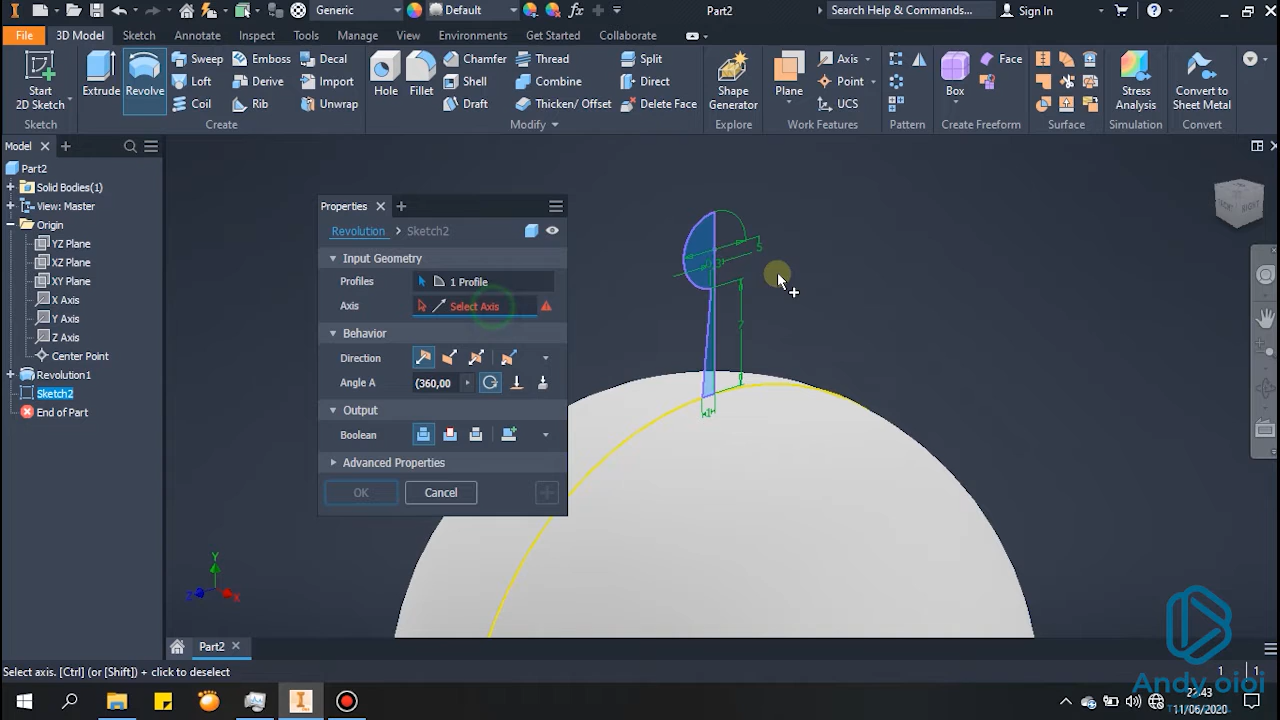 Generic
Default
Part2
Search Help & Commands...
Sign In
File
3D Model
Sketch
Annotate
Inspect
Tools
Manage
View
Environments
Get Started
Collaborate
Start
2D Sketch
Extrude
Revolve
Sweep
Loft
Coil
Emboss
Derive
Rib
Decal
Import
Unwrap
Hole
Fillet
Chamfer
Shell
Draft
Thread
Combine
Thicken/ Offset
Split
Direct
Delete Face
Shape
Generator
Plane
Axis
Point
UCS
Box
Face
Stress
Analysis
Convert to
Sheet Metal
Sketch
Create
Modify
Explore
Work Features
Pattern
Create Freeform
Surface
Simulation
Convert
Model
Part2
Solid Bodies(1)
View: Master
Origin
YZ Plane
XZ Plane
XY Plane
X Axis
Y Axis
Z Axis
Center Point
Revolution1
Sketch2
End of Part
Properties
Revolution > Sketch2
Input Geometry
Profiles
1 Profile
Axis
Select Axis
Behavior
Direction
Angle A
(360,00
Output
Boolean
Advanced Properties
OK
Cancel
RIGHT
Y
Z
X
Part2
Select axis. [Ctrl] (or [Shift]) + click to deselect
1
1
Andy oioi
23.43
11/06/2020